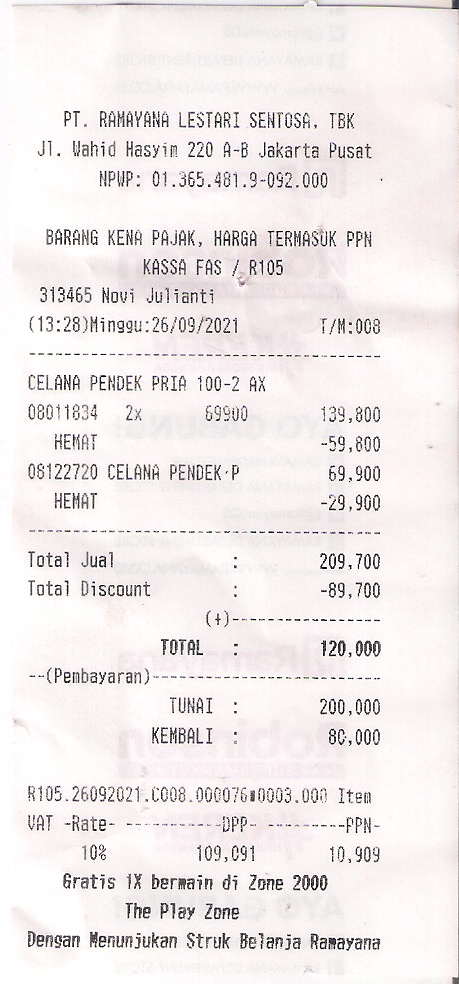 PT. RAMAYANA LESTARI SENTOSA, TBK
Jl. Wahid Hasyim 220 A-B Jakarta Pusat
NPWP: 01.365.481.9-092.000
BARANG KENA PAJAK, HARGA TERMASUK PPN
KASSA FAS / R105
313465 Novi Julianti
(13:28)Minggu:26/09/2021 T/M:008
CELANA PENDEK PRIA 100-2 AX
08011834 2x 69900 139,800
HEMAT -59,800
08122720 CELANA PENDEK P 69,900
HEMAT -29,900
Total Jual : 209,700
Total Discount : -89,700
(+)-----------------
TOTAL : 120,000
--(Pembayaran)--------------------------
TUNAI : 200,000
KEMBALI : 80,000
R105.26092021.C008.000076#0003.000 Item
VAT -Rate- -----------DPP- ---------PPN-
10% 109,091 10,909
Gratis 1X bermain di Zone 2000
The Play Zone
Dengan Menunjukan Struk Belanja Ramayana